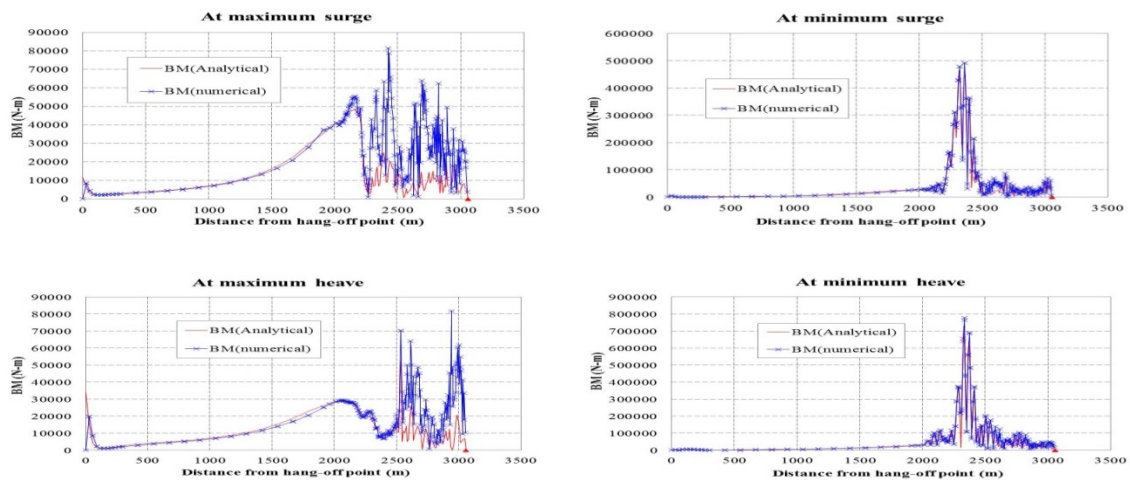 At maximum surge
90000
80000
70000
60000
50000
40000
30000
20000
10000
0
BM (N-m)
BM(Analytical)
BM(numerical)
0 500 1000 1500 2000 2500 3000 3500
Distance from hang-off point (m)
At minimum surge
600000
500000
400000
300000
200000
100000
0
BM (N-m)
BM(Analytical)
BM(numerical)
0 500 1000 1500 2000 2500 3000 3500
Distance from hang-off point (m)
At maximum heave
90000
80000
70000
60000
50000
40000
30000
20000
10000
0
BM (N-m)
BM(Analytical)
BM(numerical)
0 500 1000 1500 2000 2500 3000 3500
Distance from hang-off point (m)
At minimum heave
900000
800000
700000
600000
500000
400000
300000
200000
100000
0
BM (N-m)
BM(Analytical)
BM(numerical)
0 500 1000 1500 2000 2500 3000 3500
Distance from hang-off point (m)